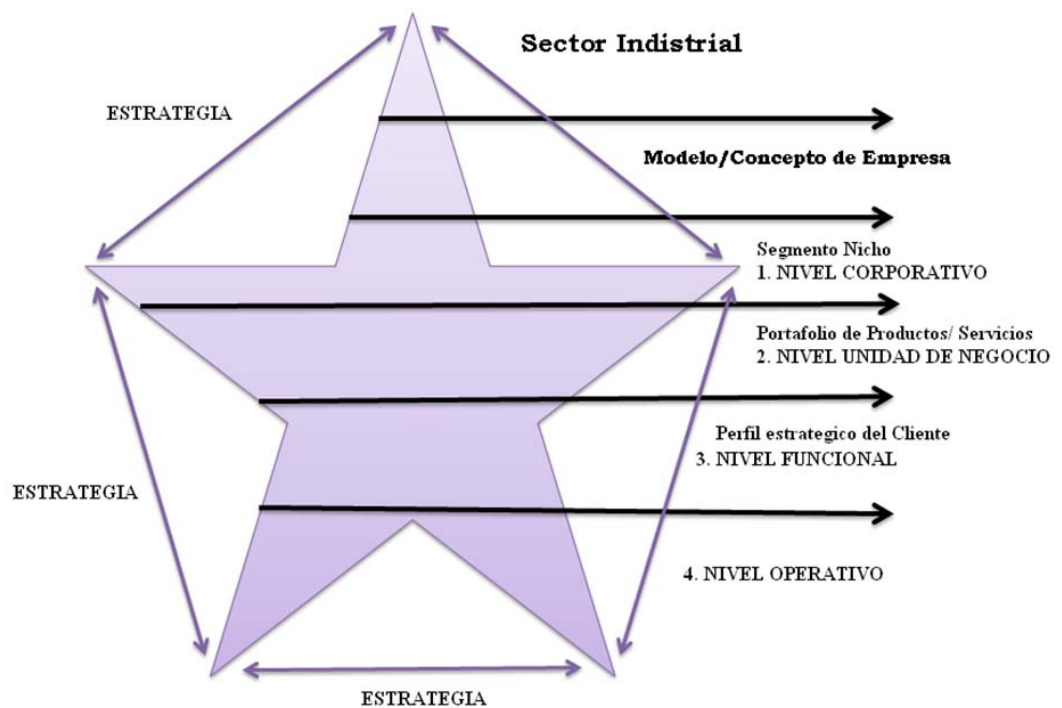 Sector Indistrial
ESTRATEGIA
Modelo/Concepto de Empresa
Segmento Nicho
1. NIVEL CORPORATIVO
Portafolio de Productos/ Servicios
2. NIVEL UNIDAD DE NEGOCIO
Perfil estrategico del Cliente
3. NIVEL FUNCIONAL
ESTRATEGIA
4. NIVEL OPERATIVO
ESTRATEGIA